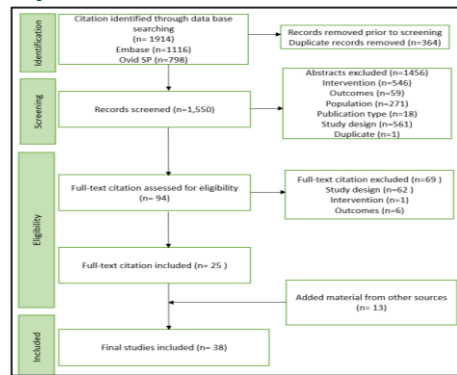 Identification
Citation identified through data base
searching
(n= 1914)
Embase (n=1116)
Ovid SP (n=798)
Records removed prior to screening
Duplicate records removed (n=364)
Screening
Records screened (n=1,550)
Abstracts excluded (n=1456)
Intervention (n=546)
Outcomes (n=59)
Population (n=271)
Publication type (n=18)
Study design (n=561)
Duplicate (n=1)
Eligibility
Full-text citation assessed for eligibility
(n= 94)
Full-text citation excluded (n=69 )
Study design (n=62 )
Intervention (n=1)
Outcomes (n=6)
Full-text citation included (n= 25 )
Added material from other sources
(n= 13)
Included
Final studies included (n= 38)